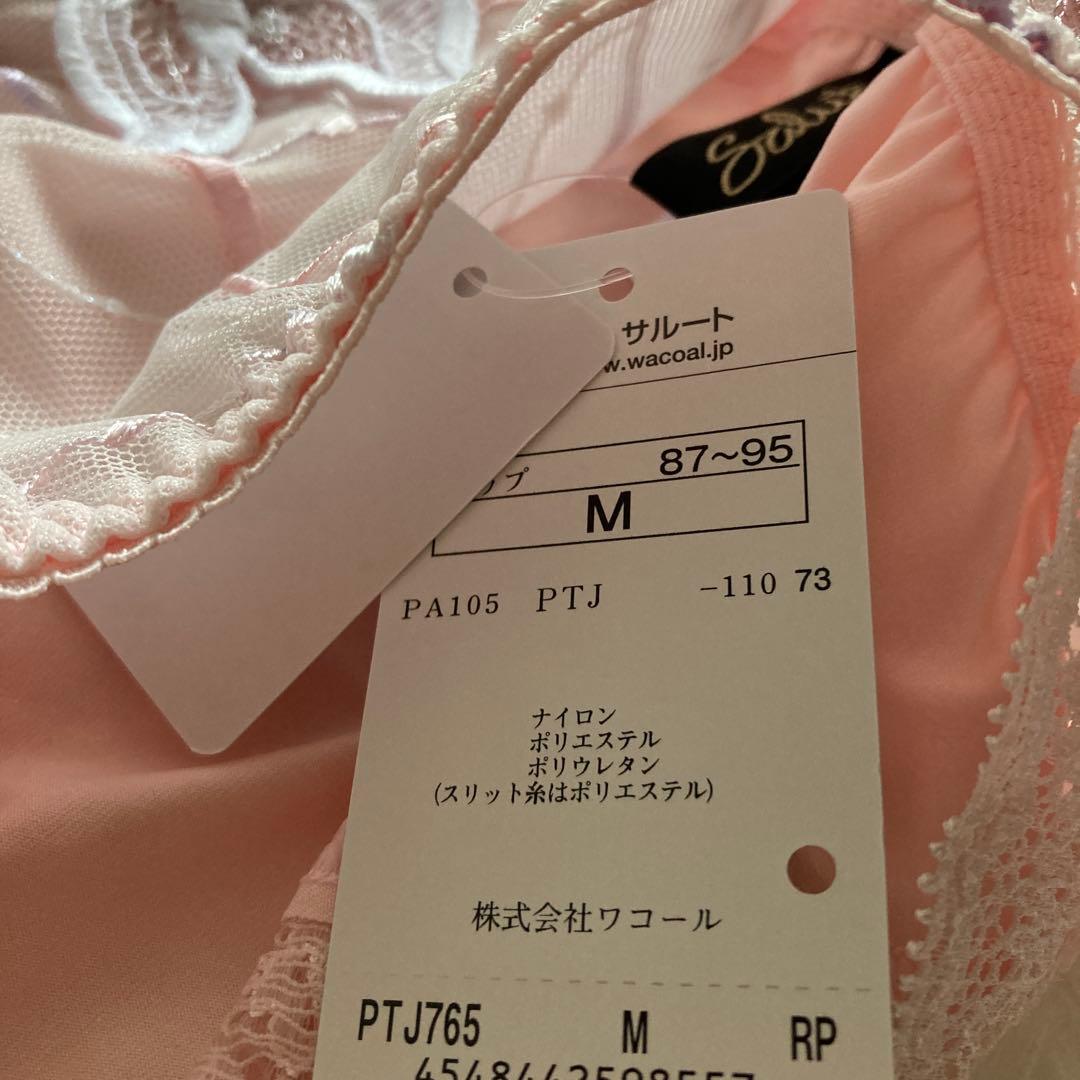 Salu
サルート
w.wacoal.jp
プ 87~95
M
PA105 PTJ -110 73
ナイロン
ポリエステル
ポリウレタン
(スリット糸はポリエステル)
株式会社ワコール
PTJ765 M RP